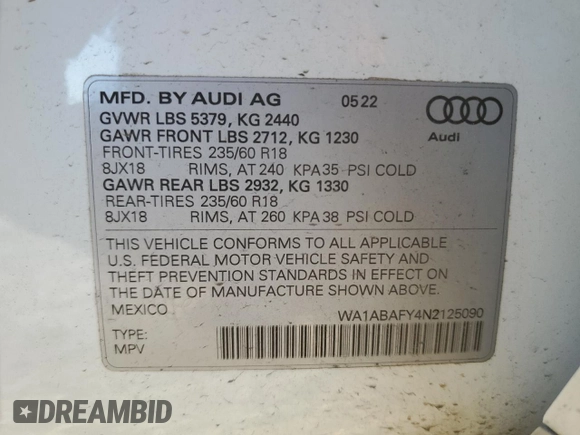 MFD. BY AUDI AG 0522
GVWR LBS 5379, KG 2440
GAWR FRONT LBS 2712, KG 1230
Audi
FRONT-TIRES 235/60 R18
8JX18 RIMS, AT 240 KPA35 PSI COLD
GAWR REAR LBS 2932, KG 1330
REAR-TIRES 235/60 R18
8JX18 RIMS, AT 260 KPA 38 PSI COLD
THIS VEHICLE CONFORMS TO ALL APPLICABLE
U.S. FEDERAL MOTOR VEHICLE SAFETY AND
THEFT PREVENTION STANDARDS IN EFFECT ON
THE DATE OF MANUFACTURE SHOWN ABOVE.
MEXICO WA1ABAFY4N2125090
TYPE:
MPV
DREAMBID